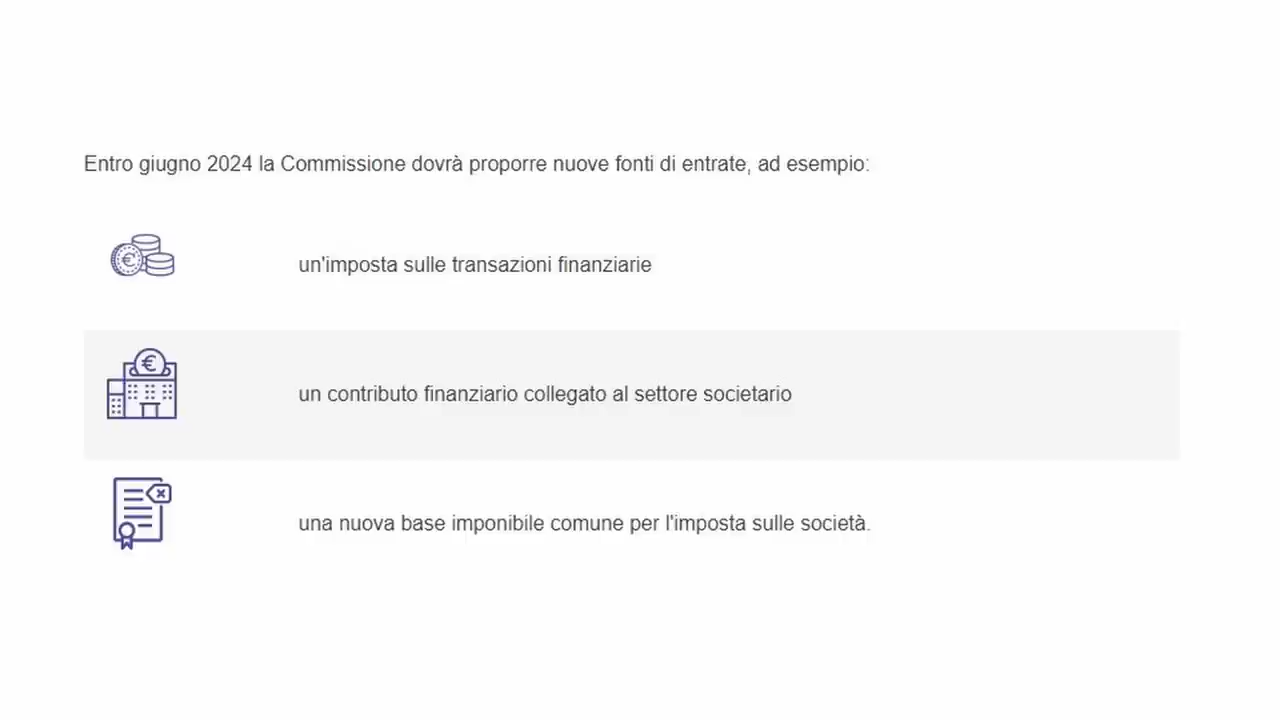 Entro giugno 2024 la Commissione dovrà proporre nuove fonti di entrate, ad esempio:
un'imposta sulle transazioni finanziarie
un contributo finanziario collegato al settore societario
una nuova base imponibile comune per l'imposta sulle società.